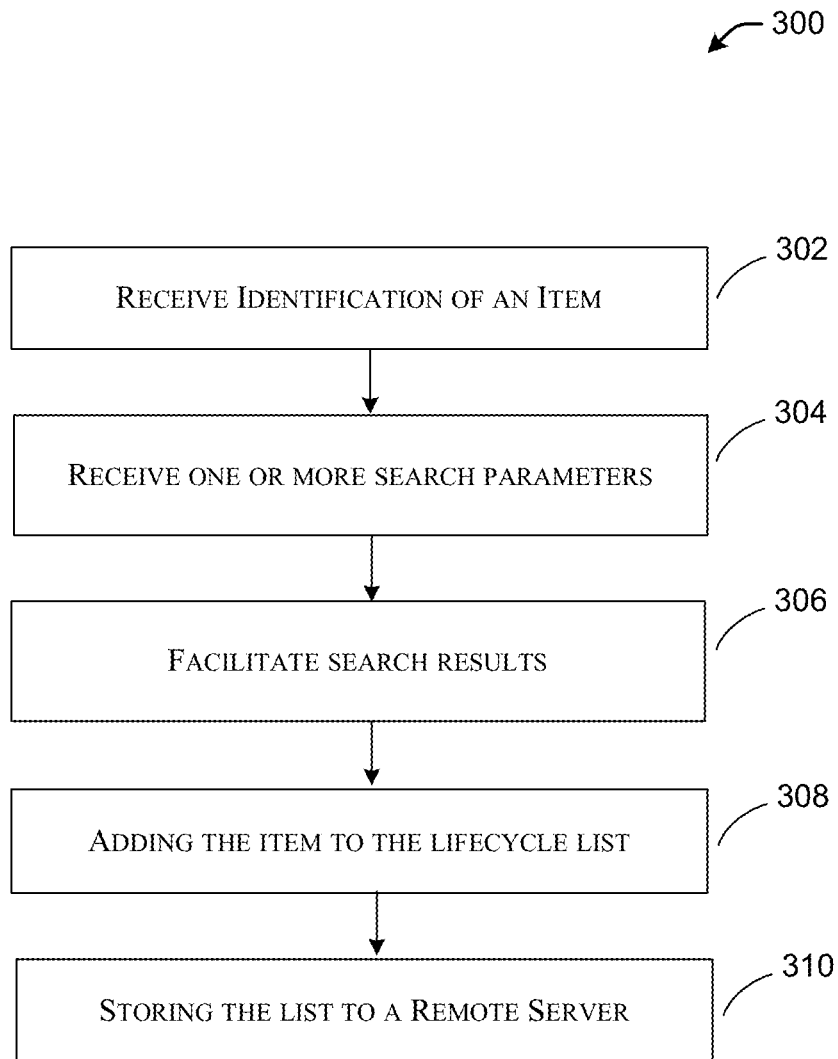 300
302
RECEIVE IDENTIFICATION OF AN ITEM
304
RECEIVE ONE OR MORE SEARCH PARAMETERS
306
FACILITATE SEARCH RESULTS
308
ADDING THE ITEM TO THE LIFECYCLE LIST
310
STORING THE LIST TO A REMOTE SERVER